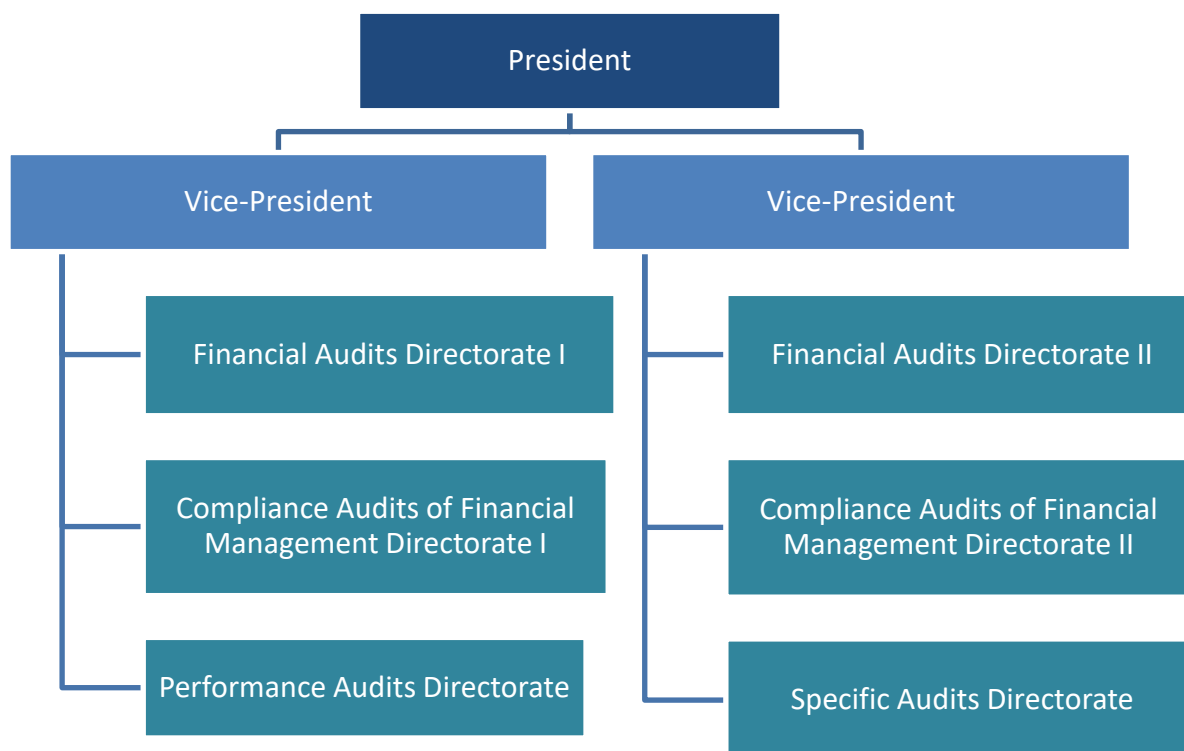 President
Vice-President
Vice-President
Financial Audits Directorate I
Financial Audits Directorate II
Compliance Audits of Financial
Management Directorate I
Compliance Audits of Financial
Management Directorate II
Performance Audits Directorate
Specific Audits Directorate